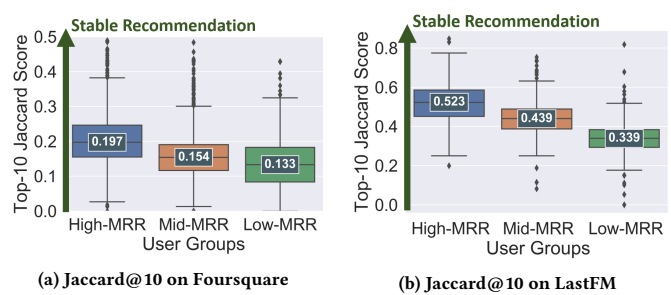 Stable Recommendation
Top-10 Jaccard Score
0.5
0.4
0.3
0.2
0.1
0.0
0.197
0.154
0.133
High-MRR Mid-MRR Low-MRR
User Groups
(a) Jaccard@10 on Foursquare
Stable Recommendation
Top-10 Jaccard Score
0.8
0.6
0.4
0.2
0.0
0.523
0.439
0.339
High-MRR Mid-MRR Low-MRR
User Groups
(b) Jaccard@10 on LastFM